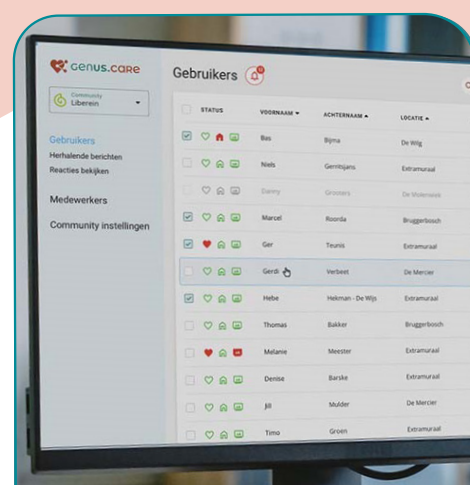 Genus.care
Gebruikers
Community
Liberein
STATUS VOORNAAM ACHTERNAAM LOCATIE
Gebruikers
Herhalende berichten
Reacties bekijken
Medewerkers
Community instellingen
Bas Bijma De Wilg
Niels Gerritsjans Extramuraal
Danny Grooters De Molenwiek
Marcel Roorda Bruggerbosch
Ger Teunis Extramuraal
Gerdi Verbeet De Mercier
Hebe Hekman - De Wijs Extramuraal
Thomas Bakker Bruggerbosch
Melanie Meester Extramuraal
Denise Barske Extramuraal
Jill Mulder De Mercier
Timo Groen Extramuraal